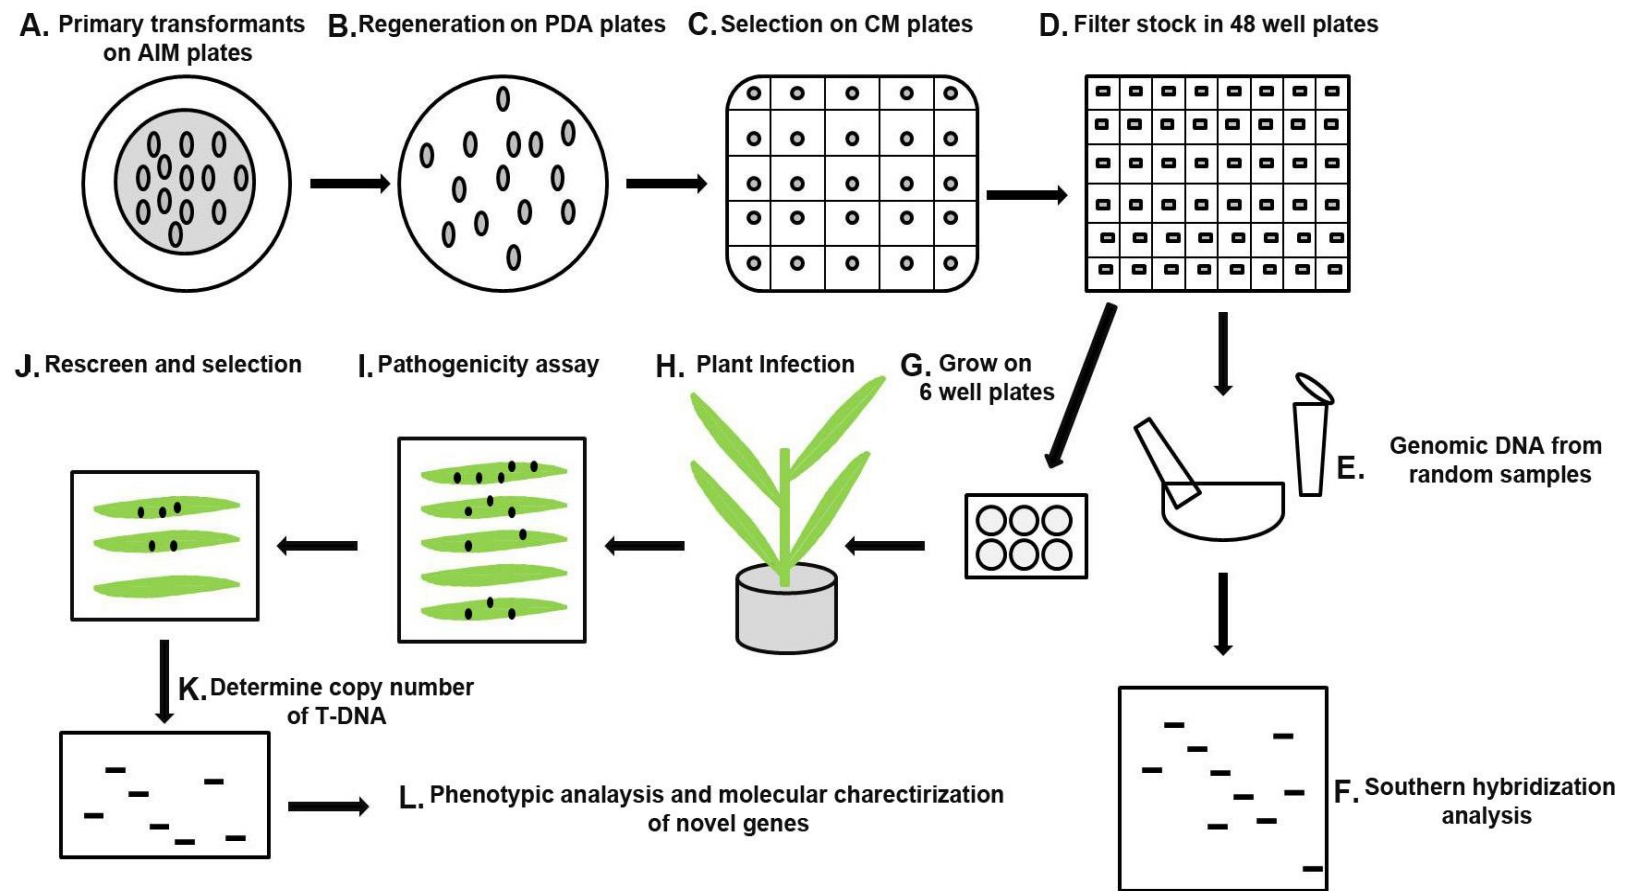 A. Primary transformants
on AIM plates
B. Regeneration on PDA plates
C. Selection on CM plates
D. Filter stock in 48 well plates
J. Rescreen and selection
I. Pathogenicity assay
H. Plant Infection
G. Grow on
6 well plates
E. Genomic DNA from
random samples
K. Determine copy number
of T-DNA
L. Phenotypic analaysis and molecular charectirization
of novel genes
F. Southern hybridization
analysis